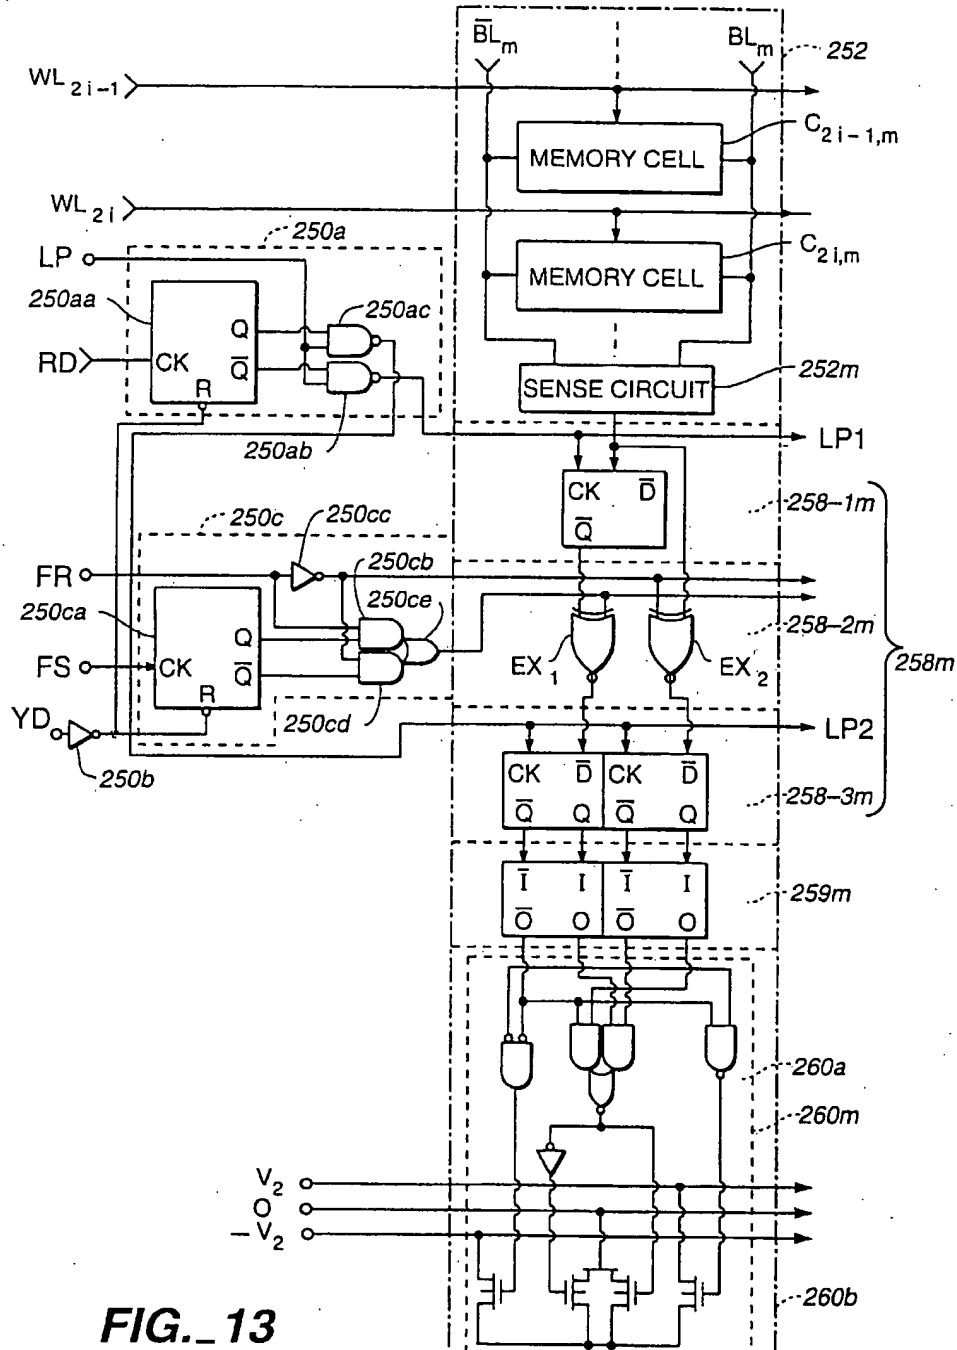 B̅L̅m
BLm
252
WL2i-1
MEMORY CELL
C2i-1,m
WL2i
250a
LP
MEMORY CELL
C2i,m
250aa
250ac
Q
RD
CK
Q̅
R
SENSE CIRCUIT
252m
250ab
LP1
CK D̅
Q̅
258-1m
250c
250cc
250cb
FR
250ca
250ce
Q
FS
CK
Q̅
R
EX1
EX2
258-2m
258m
YD
250cd
LP2
250b
CK D̅ CK D̅
Q̅ Q Q̅ Q
258-3m
I̅ I I̅ I
O̅ O O̅ O
259m
260a
260m
V2
O
-V2
260b
FIG._13